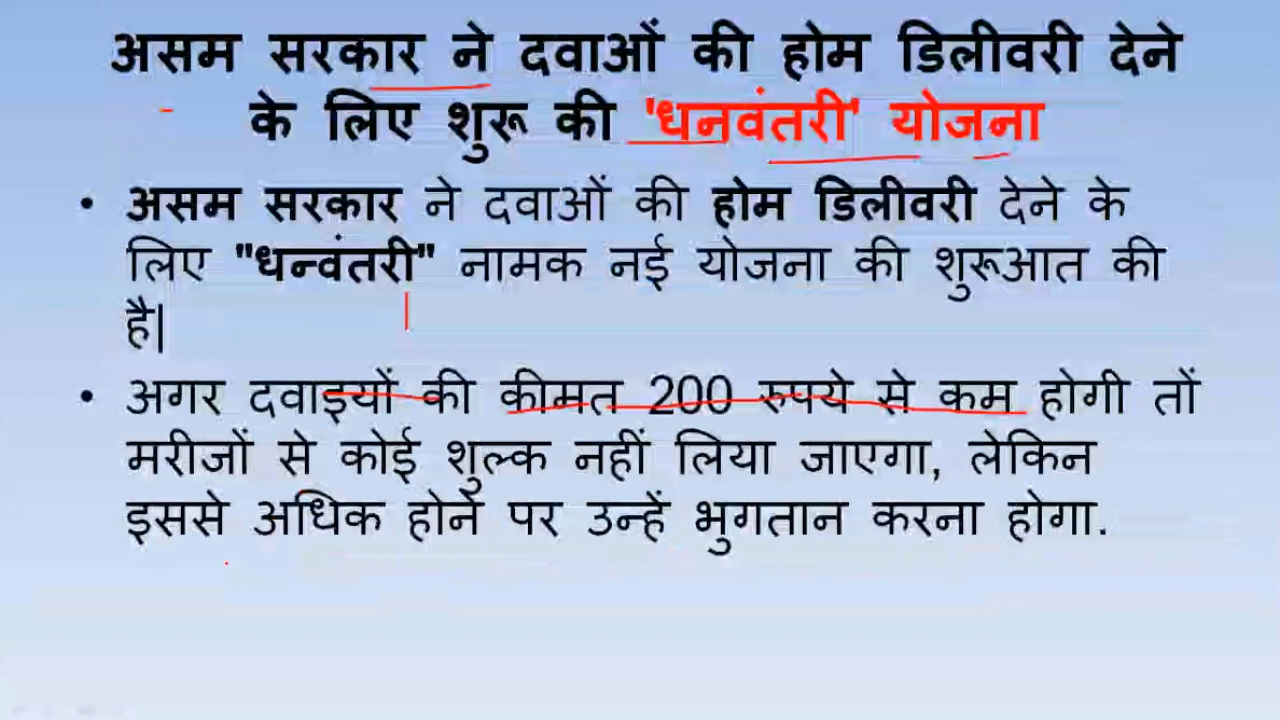 असम सरकार ने दवाओं की होम डिलीवरी देने
के लिए शुरू की 'धनवंतरी' योजना
• असम सरकार ने दवाओं की होम डिलीवरी देने के
लिए "धन्वंतरी" नामक नई योजना की शुरूआत की
है|
• अगर दवाइयों की कीमत 200 रुपये से कम होगी तों
मरीजों से कोई शुल्क नहीं लिया जाएगा, लेकिन
इससे अधिक होने पर उन्हें भुगतान करना होगा.